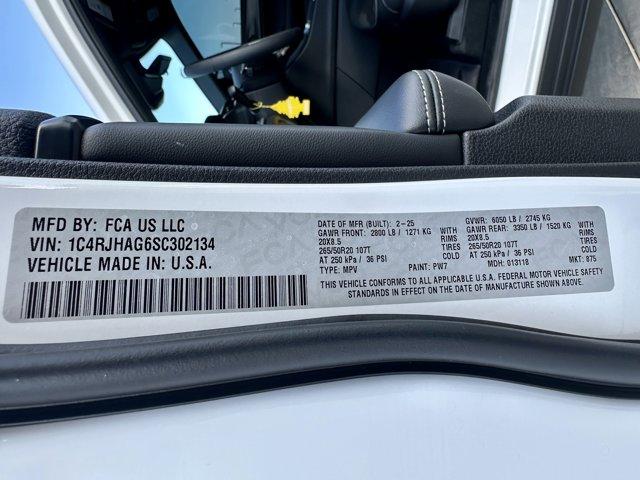 MFD BY: FCA US LLC
VIN: 1C4RJHAG6SC302134
VEHICLE MADE IN: U.S.A.
DATE OF MFR (BUILT): 2-25
GAWR FRONT: 2800 LB / 1271 KG WITH
20X8.5 RIMS
265/50R20 107T TIRES
AT 250 kPa / 36 PSI COLD
TYPE: MPV PAINT: PW7
GVWR: 6050 LB / 2745 KG
GAWR REAR: 3350 LB / 1520 KG WITH
20X8.5 RIMS
265/50R20 107T TIRES
AT 250 kPa / 36 PSI COLD
MDH: 013118 MKT: 875
THIS VEHICLE CONFORMS TO ALL APPLICABLE U.S.A. FEDERAL MOTOR VEHICLE SAFETY
STANDARDS IN EFFECT ON THE DATE OF MANUFACTURE SHOWN ABOVE.